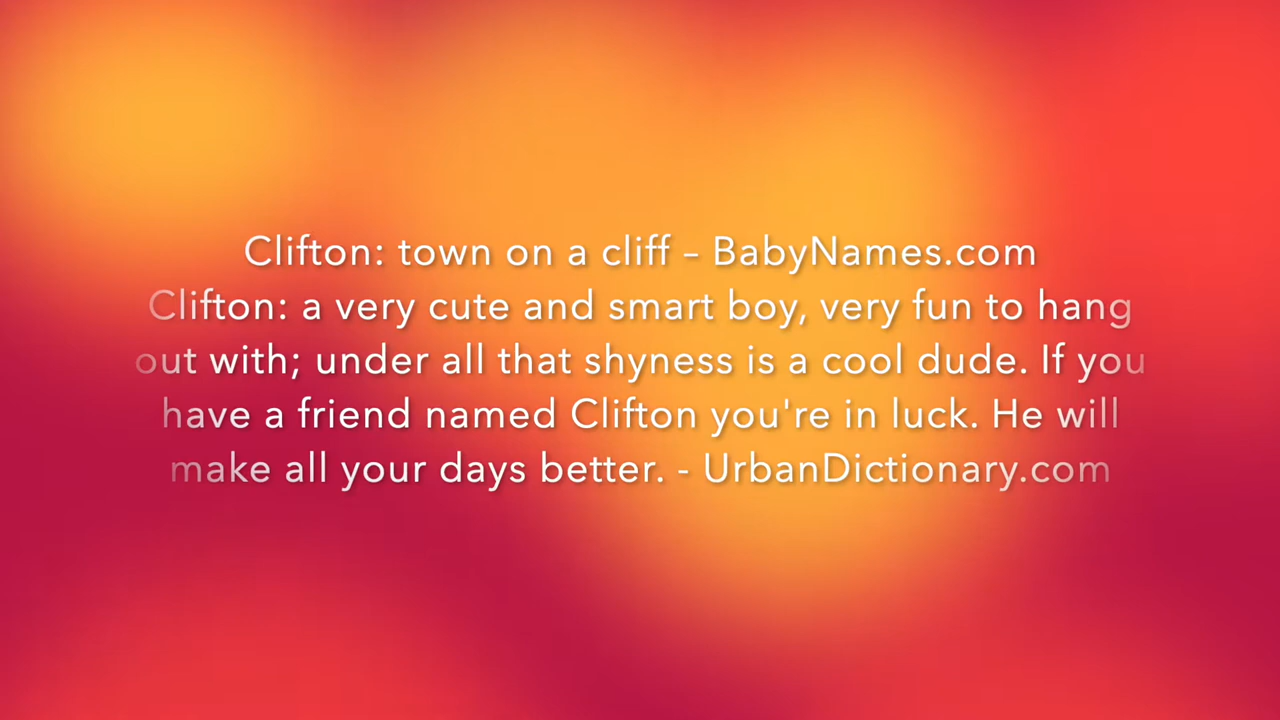 Clifton: town on a cliff – BabyNames.com
Clifton: a very cute and smart boy, very fun to hang
out with; under all that shyness is a cool dude. If you
have a friend named Clifton you're in luck. He will
make all your days better. - UrbanDictionary.com